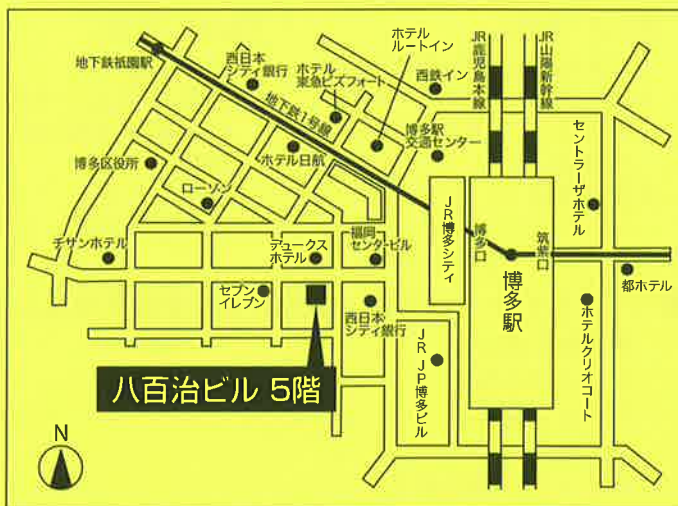 地下鉄祇園駅
西日本
シティ銀行
ホテル
東急ビズフォート
ホテル
ルートイン
西鉄イン
JR鹿児島本線
JR山陽新幹線
地下鉄1号線
博多駅
交通センター
セントラーザホテル
博多区役所
ホテル日航
ローソン
JR博多シティ
博多口
筑紫口
チサンホテル
デュークス
ホテル
福岡
センタービル
博多駅
都ホテル
セブン
イレブン
西日本
シティ銀行
JR JP博多ビル
ホテルクリオコート
八百治ビル 5階
N